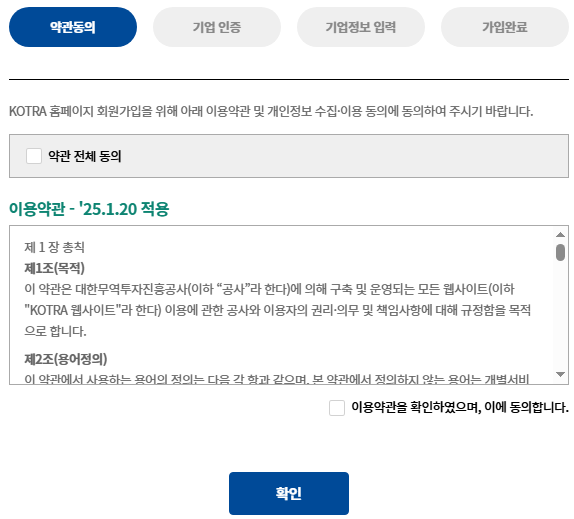 약관동의
기업 인증
기업정보 입력
가입완료
KOTRA 홈페이지 회원가입을 위해 아래 이용약관 및 개인정보 수집·이용 동의에 동의하여 주시기 바랍니다.
약관 전체 동의
이용약관 - '25.1.20 적용
제 1 장 총칙
제1조(목적)
이 약관은 대한무역투자진흥공사(이하 “공사”라 한다)에 의해 구축 및 운영되는 모든 웹사이트(이하
"KOTRA 웹사이트"라 한다) 이용에 관한 공사와 이용자의 권리·의무 및 책임사항에 대해 규정함을 목적
으로 합니다.
제2조(용어정의)
이 약관에서 사용하는 용어의 정의는 다음 각 항과 같으며, 본 약관에서 정의하지 않는 용어는 개별서비
이용약관을 확인하였으며, 이에 동의합니다.
확인